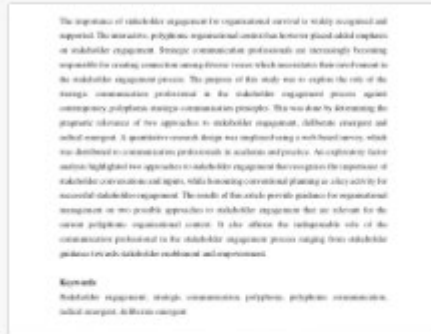 The importance of stakeholder engagement for organisational survival is widely recognised and
supported. The interactive, polyphonic organisational context has however placed added emphasis
on stakeholder engagement. Strategic communication professionals are increasingly becoming
responsible for creating connection among diverse voices which necessitates their involvement in
the stakeholder engagement process. The purpose of this study was to explore the role of the
strategic communication professional in the stakeholder engagement process against
contemporary, polyphonic strategic communication principles. This was done by determining the
pragmatic relevance of two approaches to stakeholder engagement, deliberate emergent and
radical emergent. A quantitative research design was employed using a web-based survey, which
was distributed to communication professionals in academia and practice. An exploratory factor
analysis highlighted two approaches to stakeholder engagement that recognises the importance of
stakeholder conversations and inputs, while honouring conventional planning as a key activity for
successful stakeholder engagement. The results of this article provide guidance for organisational
management on two possible approaches to stakeholder engagement that are relevant for the
current polyphonic organisational context. It also affirms the indispensable role of the
communication professional in the stakeholder engagement process ranging from stakeholder
guidance towards stakeholder enablement and empowerment.
Keywords
Stakeholder engagement, strategic communication, polyphony, polyphonic communication,
radical emergent, deliberate emergent